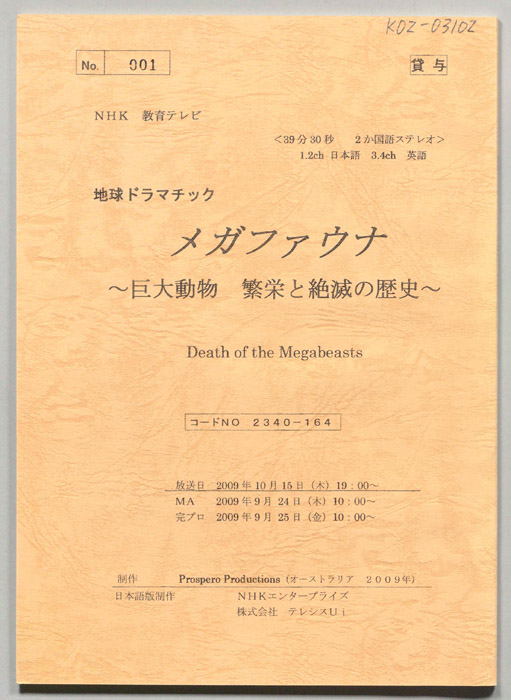 K02-03102
No. 001
貸与
NHK 教育テレビ
<39分30秒 2か国語ステレオ>
1.2ch 日本語 3.4ch 英語
地球ドラマチック
メガファウナ
～巨大動物 繁栄と絶滅の歴史～
Death of the Megabeasts
コードNO 2340-164
放送日 2009年10月15日（木）19：00～
MA 2009年9月24日（木）10：00～
完プロ 2009年9月25日（金）10：00～
制作 Prospero Productions（オーストラリア 2009年）
日本語版制作 NHKエンタープライズ
株式会社 テレシスUi